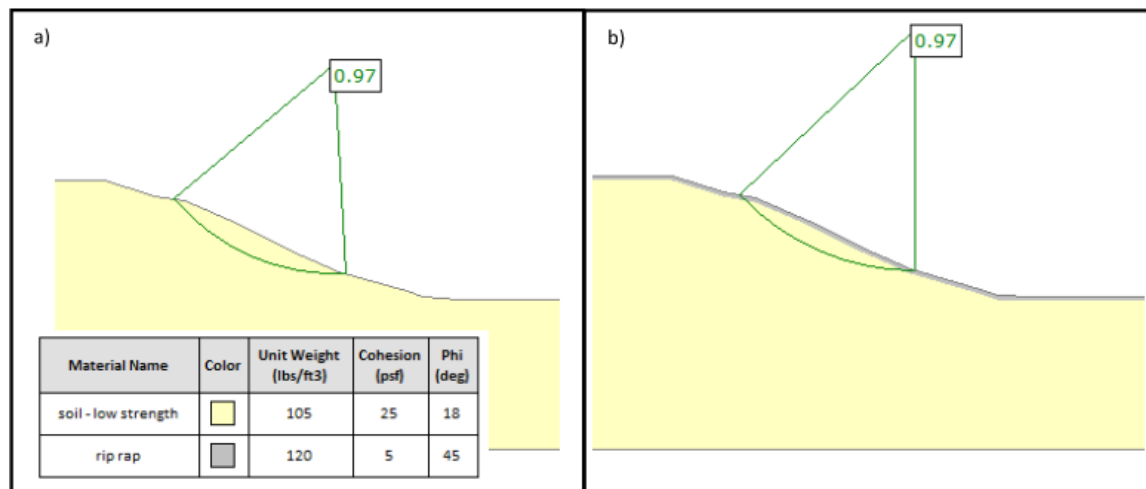 a)
0.97
b)
0.97
Material Name Color Unit Weight (lbs/ft3) Cohesion (psf) Phi (deg)
soil - low strength 105 25 18
rip rap 120 5 45